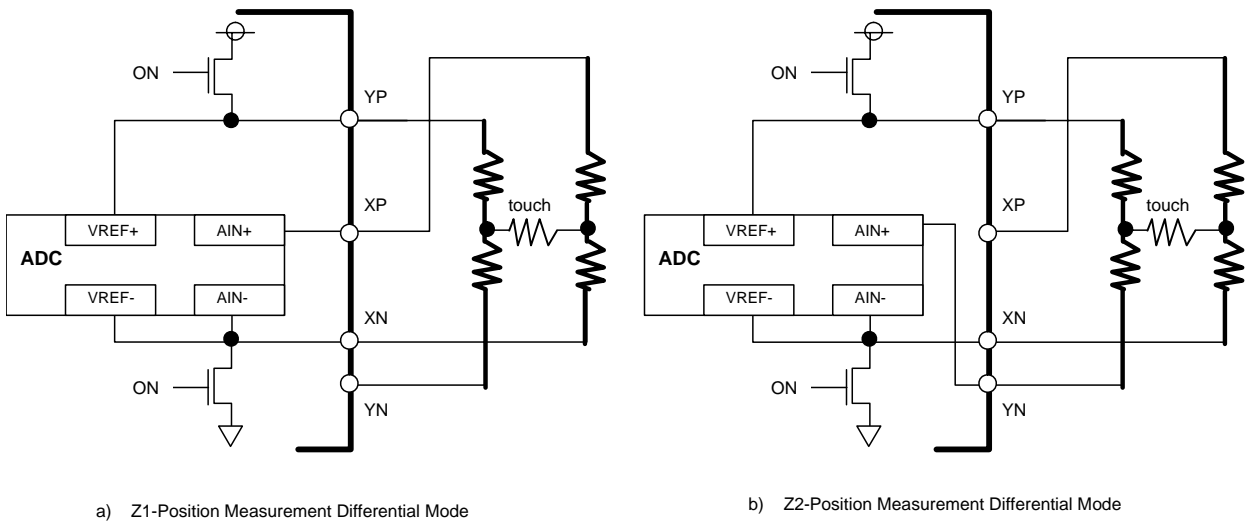 ON
YP
XP
touch
VREF+
AIN+
ADC
VREF-
AIN-
XN
ON
YN
a) Z1-Position Measurement Differential Mode
ON
YP
XP
touch
VREF+
AIN+
ADC
VREF-
AIN-
XN
ON
YN
b) Z2-Position Measurement Differential Mode